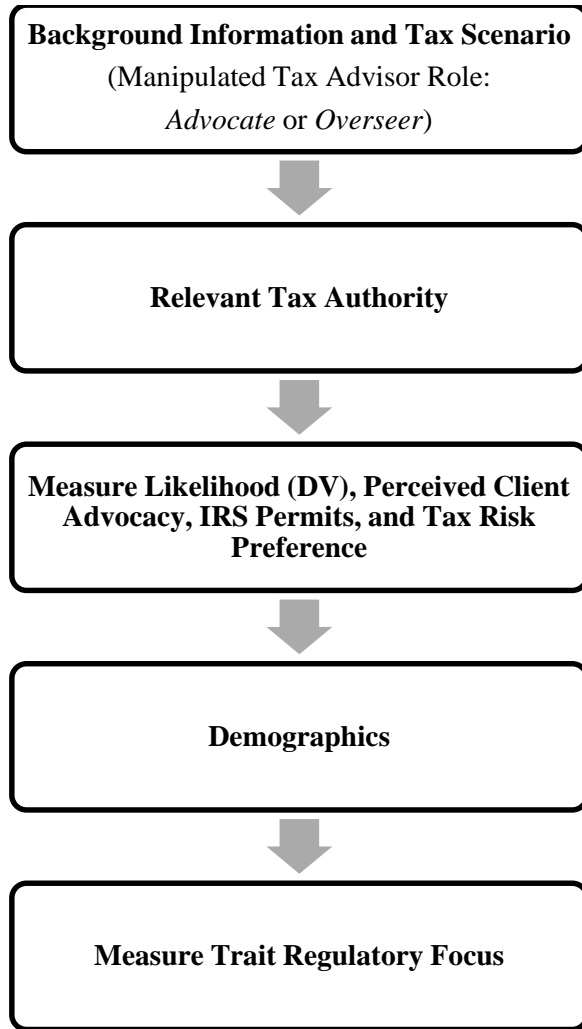 Background Information and Tax Scenario
(Manipulated Tax Advisor Role:
Advocate or Overseer)
Relevant Tax Authority
Measure Likelihood (DV), Perceived Client
Advocacy, IRS Permits, and Tax Risk
Preference
Demographics
Measure Trait Regulatory Focus